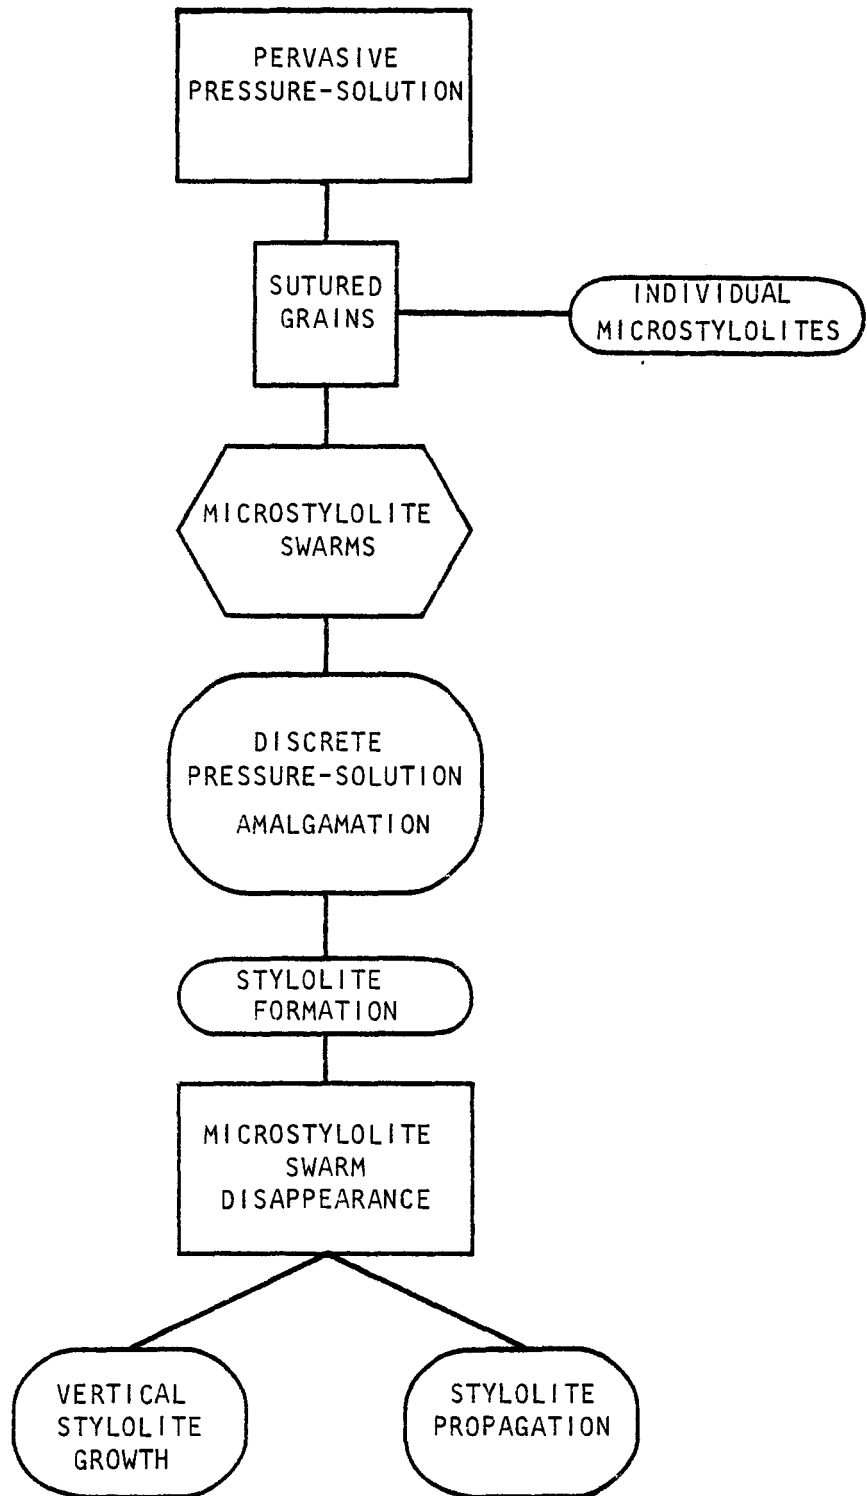 PERVASIVE
PRESSURE-SOLUTION
SUTURED
GRAINS
INDIVIDUAL
MICROSTYLOLITES
MICROSTYLOLITE
SWARMS
DISCRETE
PRESSURE-SOLUTION
AMALGAMATION
STYLOLITE
FORMATION
MICROSTYLOLITE
SWARM
DISAPPEARANCE
VERTICAL
STYLOLITE
GROWTH
STYLOLITE
PROPAGATION